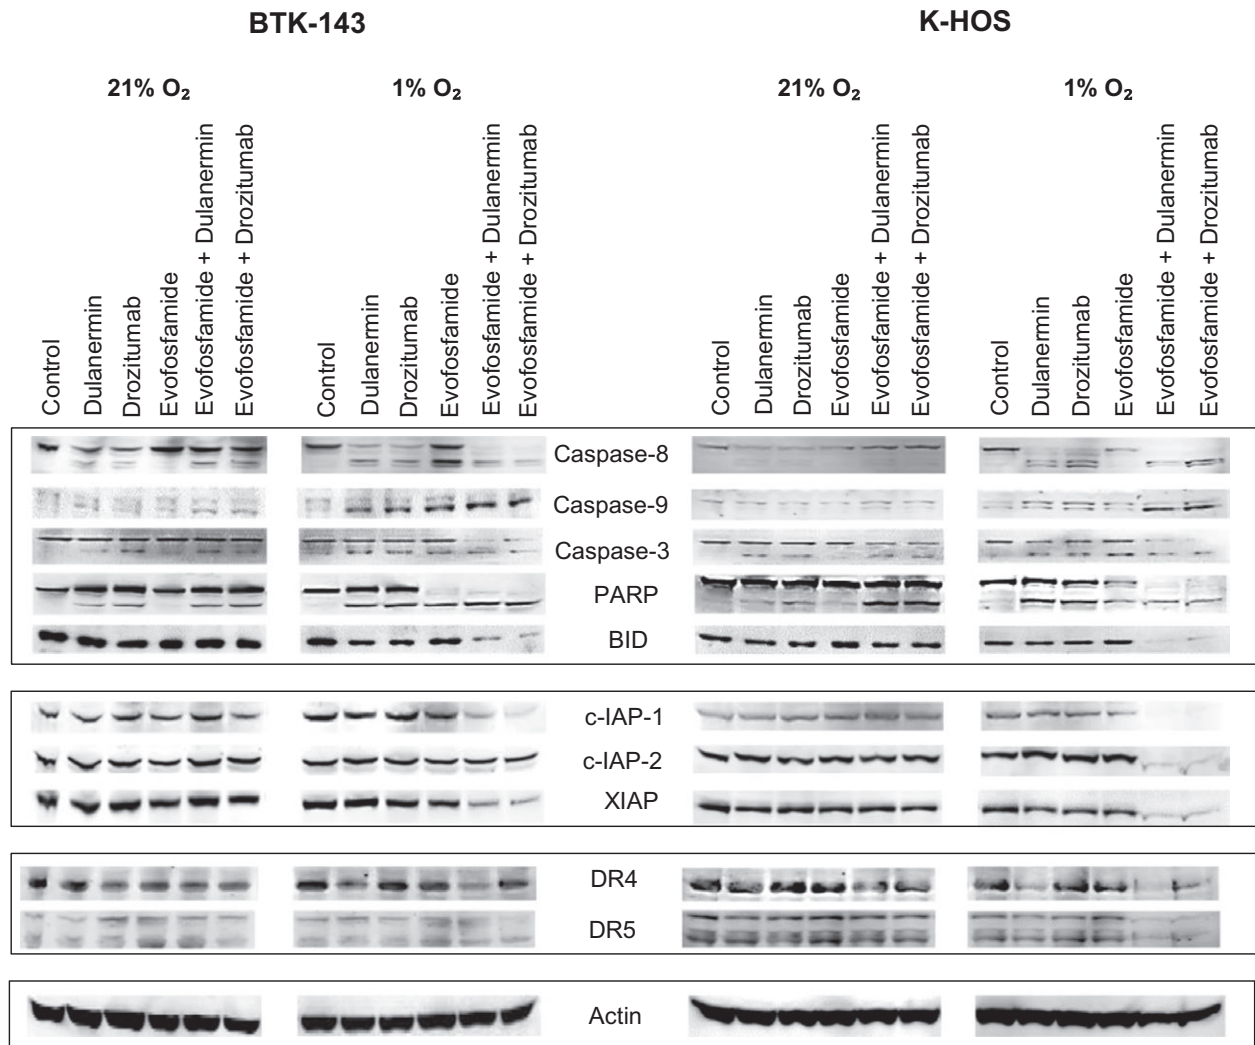 BTK-143
K-HOS
21% O₂
1% O₂
21% O₂
1% O₂
Control
Dulanermin
Drozitumab
Evofosfamide
Evofosfamide + Dulanermin
Evofosfamide + Drozitumab
Control
Dulanermin
Drozitumab
Evofosfamide
Evofosfamide + Dulanermin
Evofosfamide + Drozitumab
Control
Dulanermin
Drozitumab
Evofosfamide
Evofosfamide + Dulanermin
Evofosfamide + Drozitumab
Control
Dulanermin
Drozitumab
Evofosfamide
Evofosfamide + Dulanermin
Evofosfamide + Drozitumab
Caspase-8
Caspase-9
Caspase-3
PARP
BID
c-IAP-1
c-IAP-2
XIAP
DR4
DR5
Actin